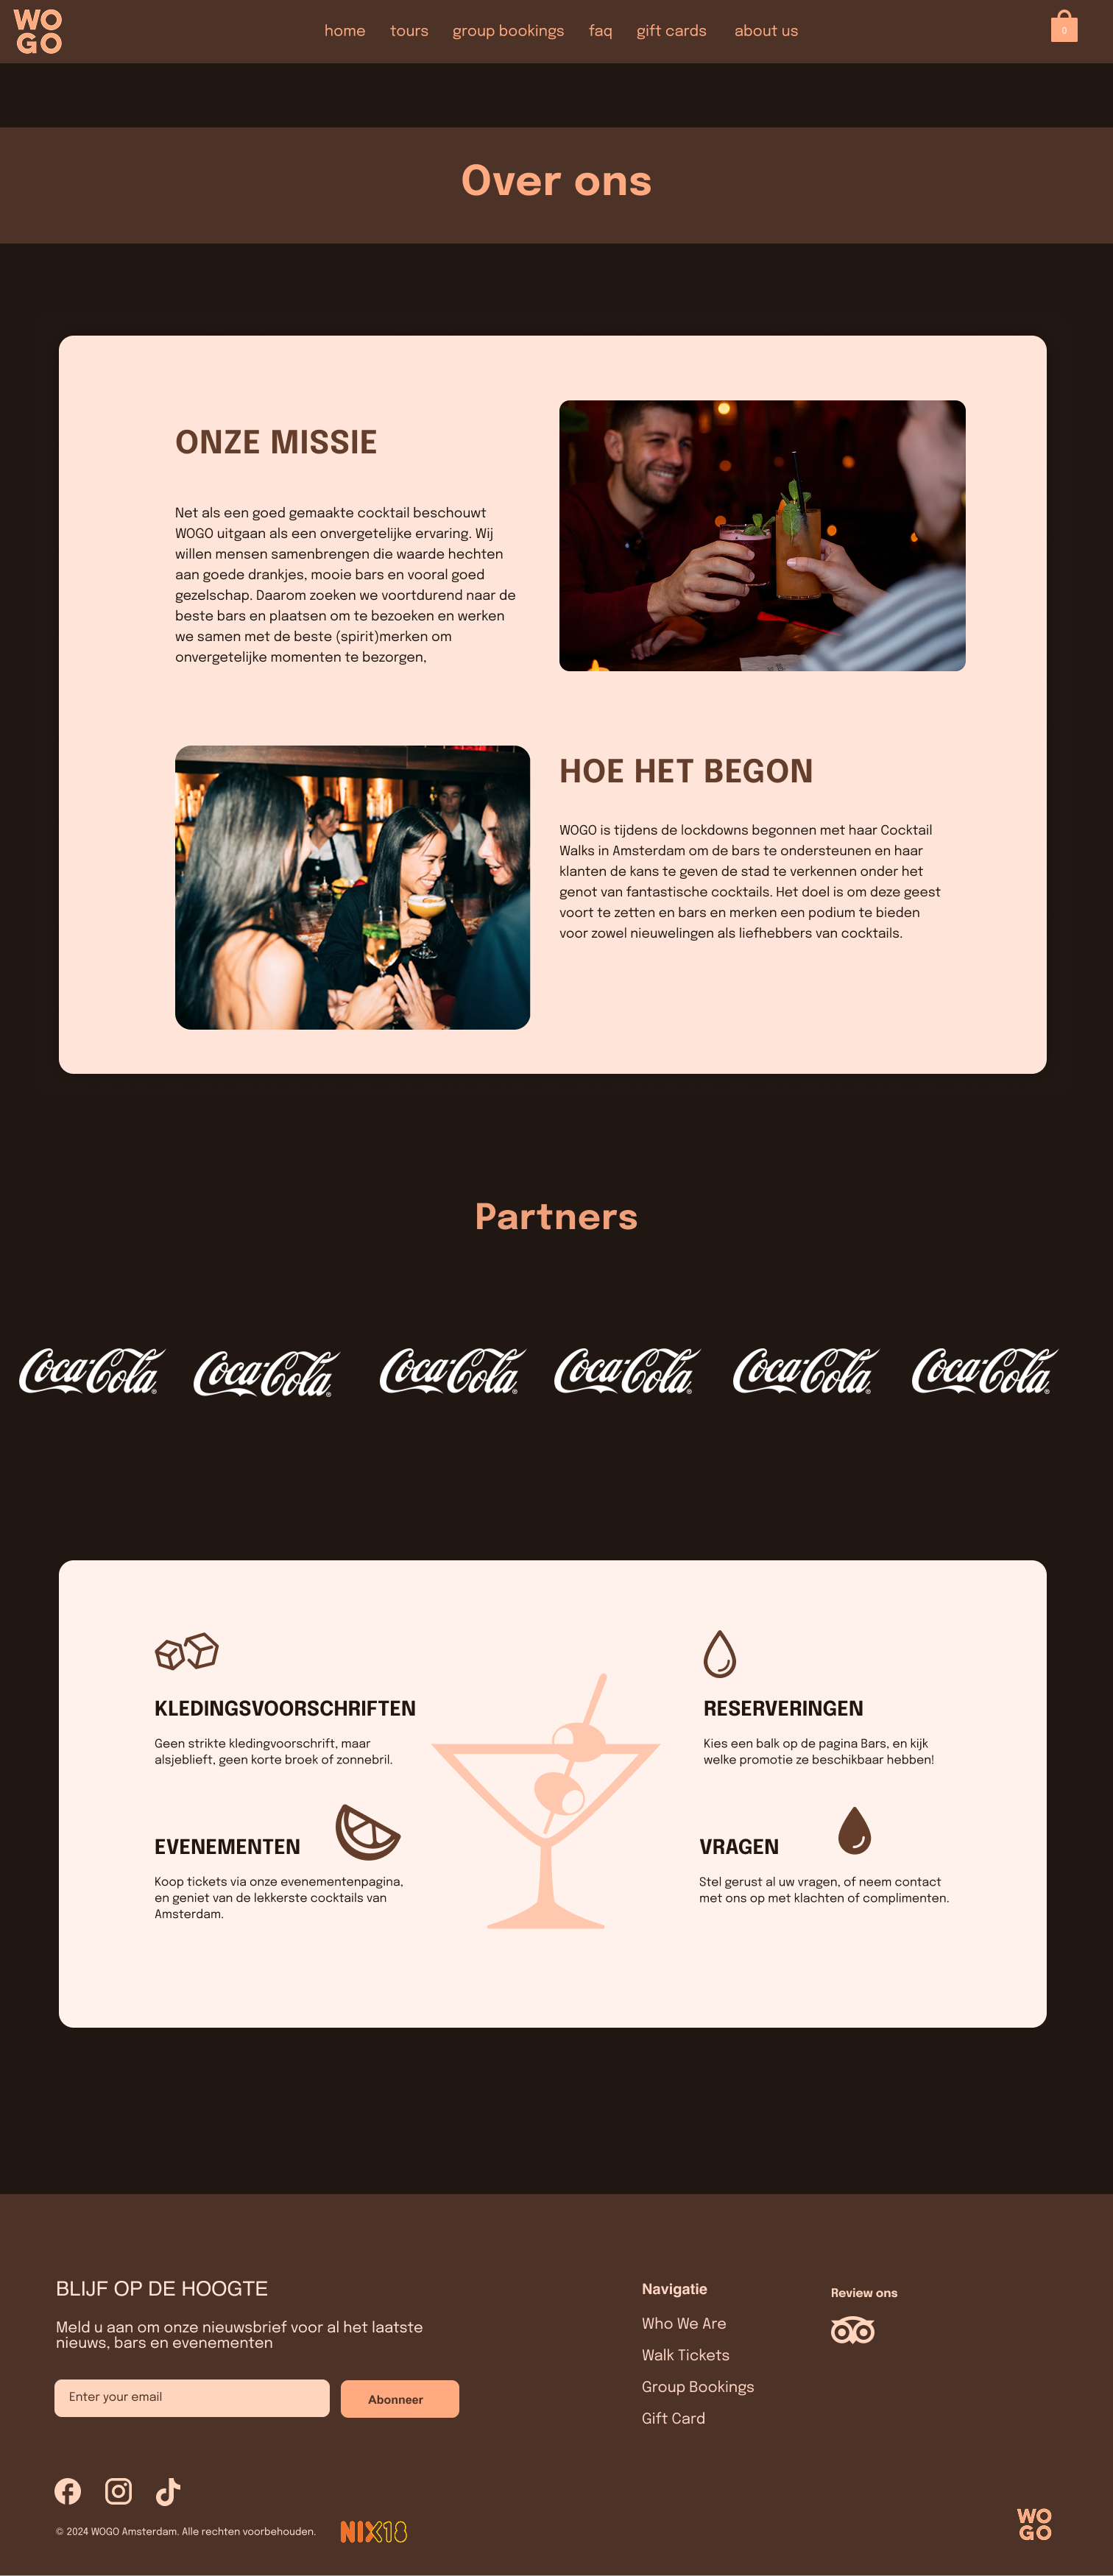 WO
GO
home tours group bookings faq gift cards about us
0
Over ons
ONZE MISSIE
Net als een goed gemaakte cocktail beschouwt
WOGO uitgaan als een onvergetelijke ervaring. Wij
willen mensen samenbrengen die waarde hechten
aan goede drankjes, mooie bars en vooral goed
gezelschap. Daarom zoeken we voortdurend naar de
beste bars en plaatsen om te bezoeken en werken
we samen met de beste (spirit)merken om
onvergetelijke momenten te bezorgen,
HOE HET BEGON
WOGO is tijdens de lockdowns begonnen met haar Cocktail
Walks in Amsterdam om de bars te ondersteunen en haar
klanten de kans te geven de stad te verkennen onder het
genot van fantastische cocktails. Het doel is om deze geest
voort te zetten en bars en merken een podium te bieden
voor zowel nieuwelingen als liefhebbers van cocktails.
Partners
Coca-Cola® Coca-Cola® Coca-Cola® Coca-Cola® Coca-Cola® Coca-Cola®
KLEDINGSVOORSCHRIFTEN
Geen strikte kledingvoorschrift, maar
alsjeblieft, geen korte broek of zonnebril.
RESERVERINGEN
Kies een balk op de pagina Bars, en kijk
welke promotie ze beschikbaar hebben!
EVENEMENTEN
Koop tickets via onze evenementenpagina,
en geniet van de lekkerste cocktails van
Amsterdam.
VRAGEN
Stel gerust al uw vragen, of neem contact
met ons op met klachten of complimenten.
BLIJF OP DE HOOGTE
Meld u aan om onze nieuwsbrief voor al het laatste
nieuws, bars en evenementen
Enter your email
Abonneer
Navigatie
Who We Are
Walk Tickets
Group Bookings
Gift Card
Review ons
© 2024 WOGO Amsterdam. Alle rechten voorbehouden.
NIX18
WO
GO